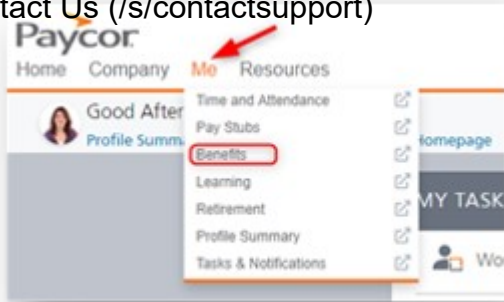 tact Us (/s/contactsupport)
Paycor
Home Company Me Resources
Time and Attendance
Good After
Pay Stubs
Profile Summ
Homepage
Benefits
Learning
MY TASK
Retirement
Profile Summary
Wo
Tasks & Notifications